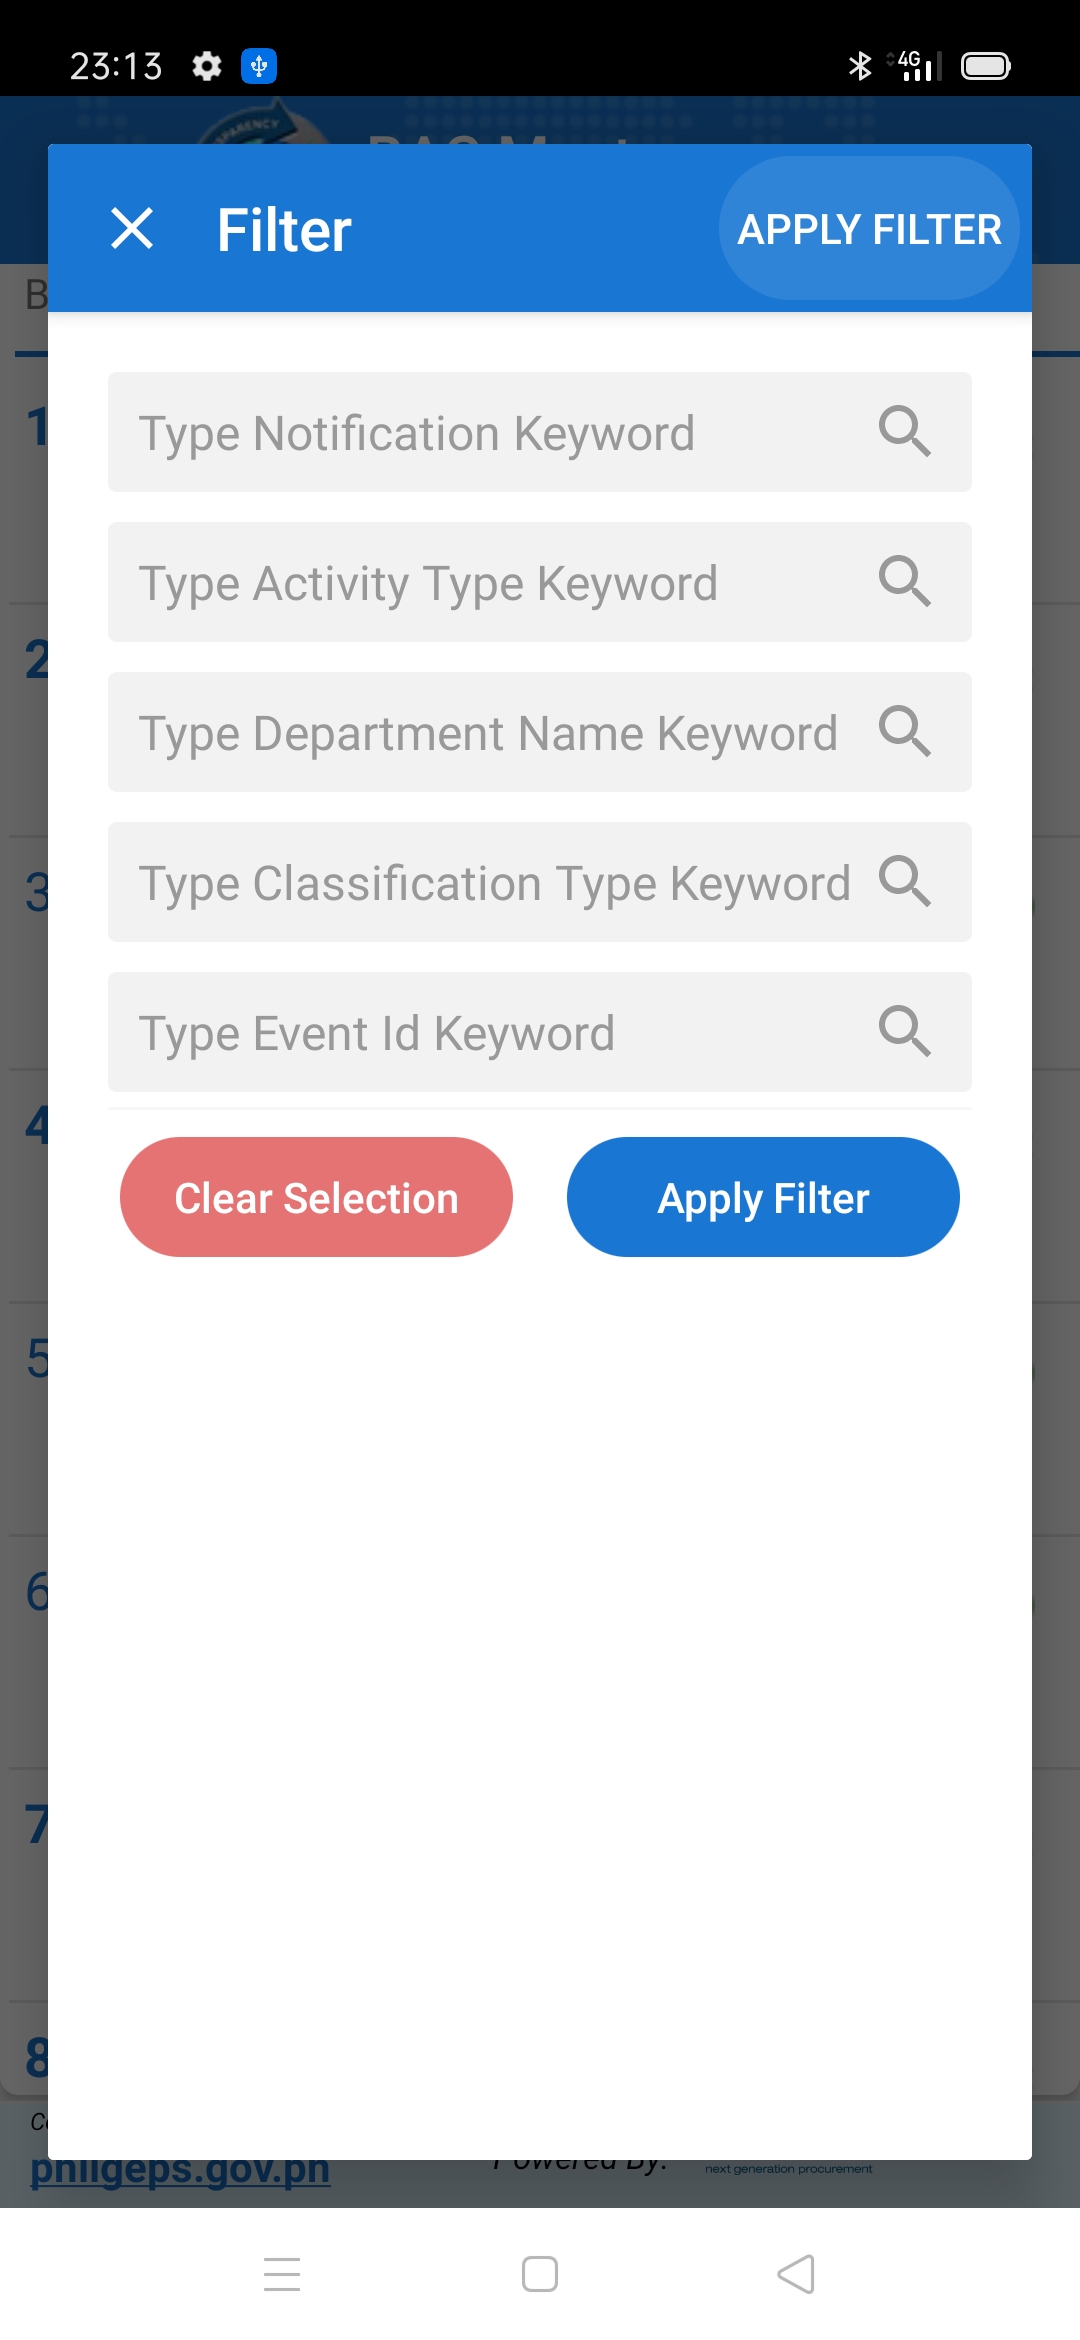 23:13
4G
Filter
APPLY FILTER
Type Notification Keyword
Type Activity Type Keyword
Type Department Name Keyword
Type Classification Type Keyword
Type Event Id Keyword
Clear Selection
Apply Filter
B
1
2
3
4
5
6
7
8
philgeps.gov.ph
Powered By:
next generation procurement